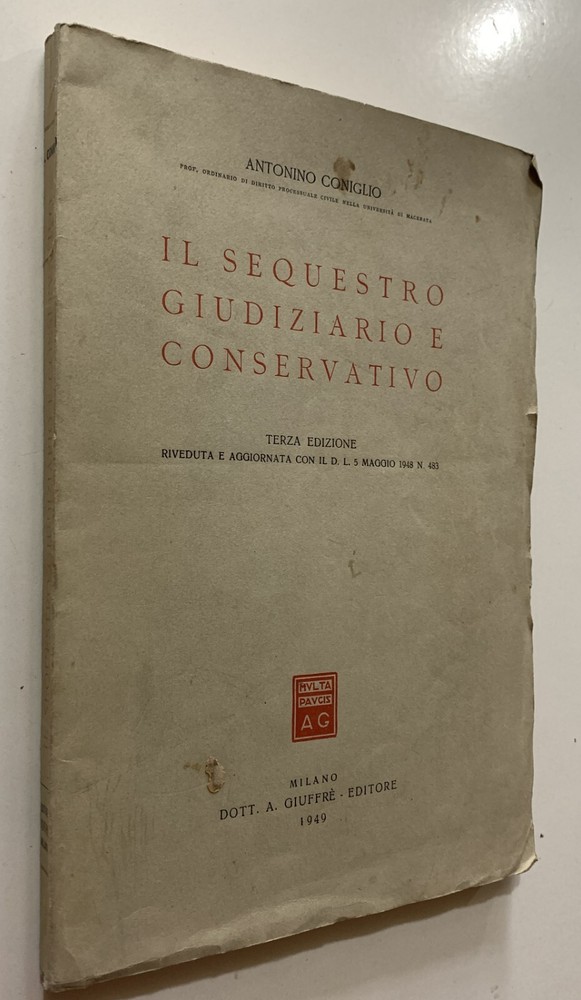 ANTONINO CONIGLIO
PROF. ORDINARIO DI DIRITTO PROCESSUALE CIVILE NELLA UNIVERSITÀ DI MACERATA
IL SEQUESTRO
GIUDIZIARIO E
CONSERVATIVO
TERZA EDIZIONE
RIVEDUTA E AGGIORNATA CON IL D. L. 5 MAGGIO 1948 N. 483
MVLTA
PAVCIS
AG
MILANO
DOTT. A. GIUFFRÈ - EDITORE
1949